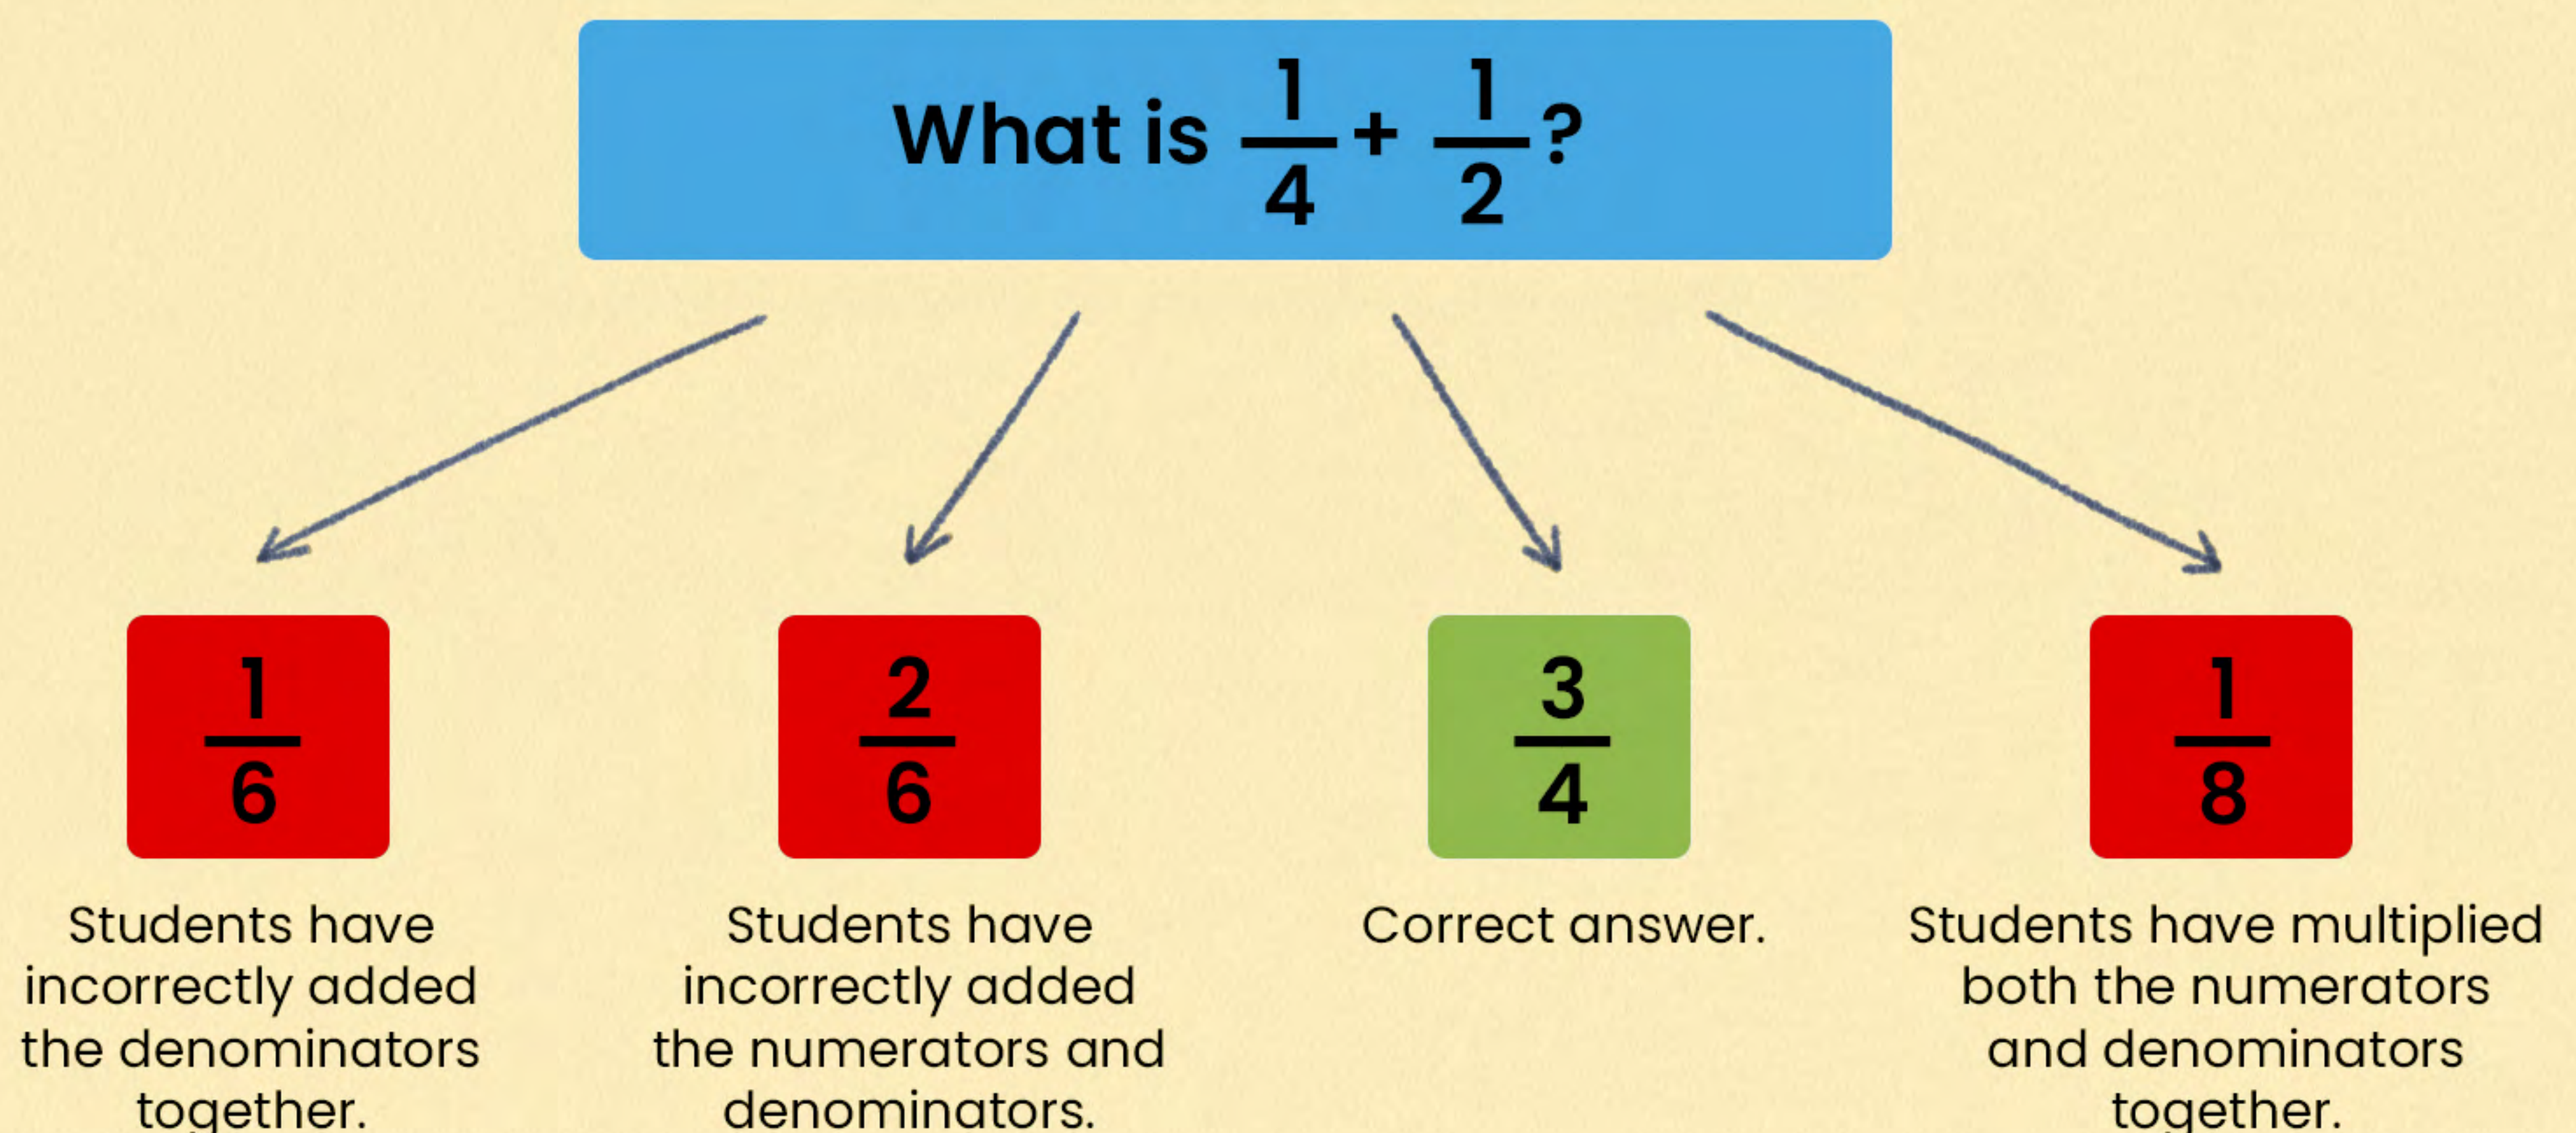 What is 1/4 + 1/2?
1/6
2/6
3/4
1/8
Students have
incorrectly added
the denominators
together.
Students have
incorrectly added
the numerators and
denominators.
Correct answer.
Students have multiplied
both the numerators
and denominators
together.